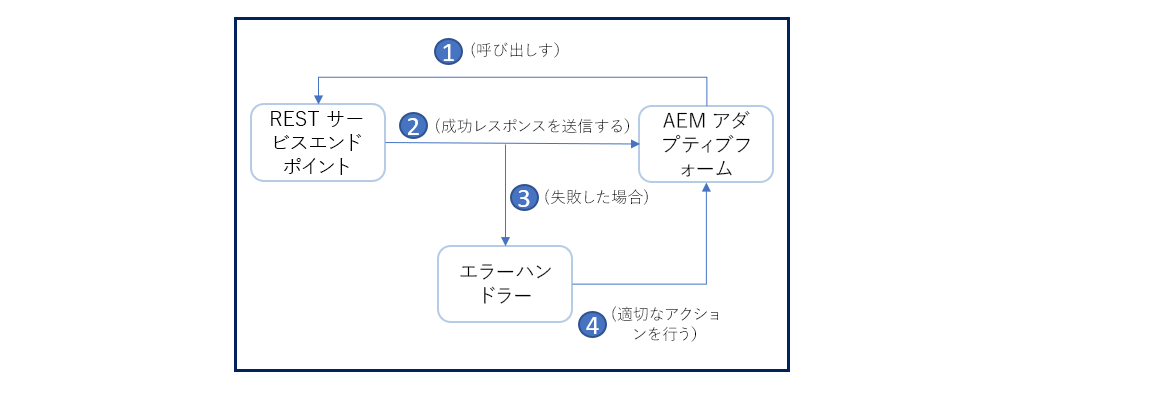 1 (呼び出しす)
REST サー
ビスエンド
ポイント
2 (成功レスポンスを送信する)
AEM アダ
プティブフ
ォーム
3 (失敗した場合)
エラーハン
ドラー
4 (適切なアクショ
ンを行う)